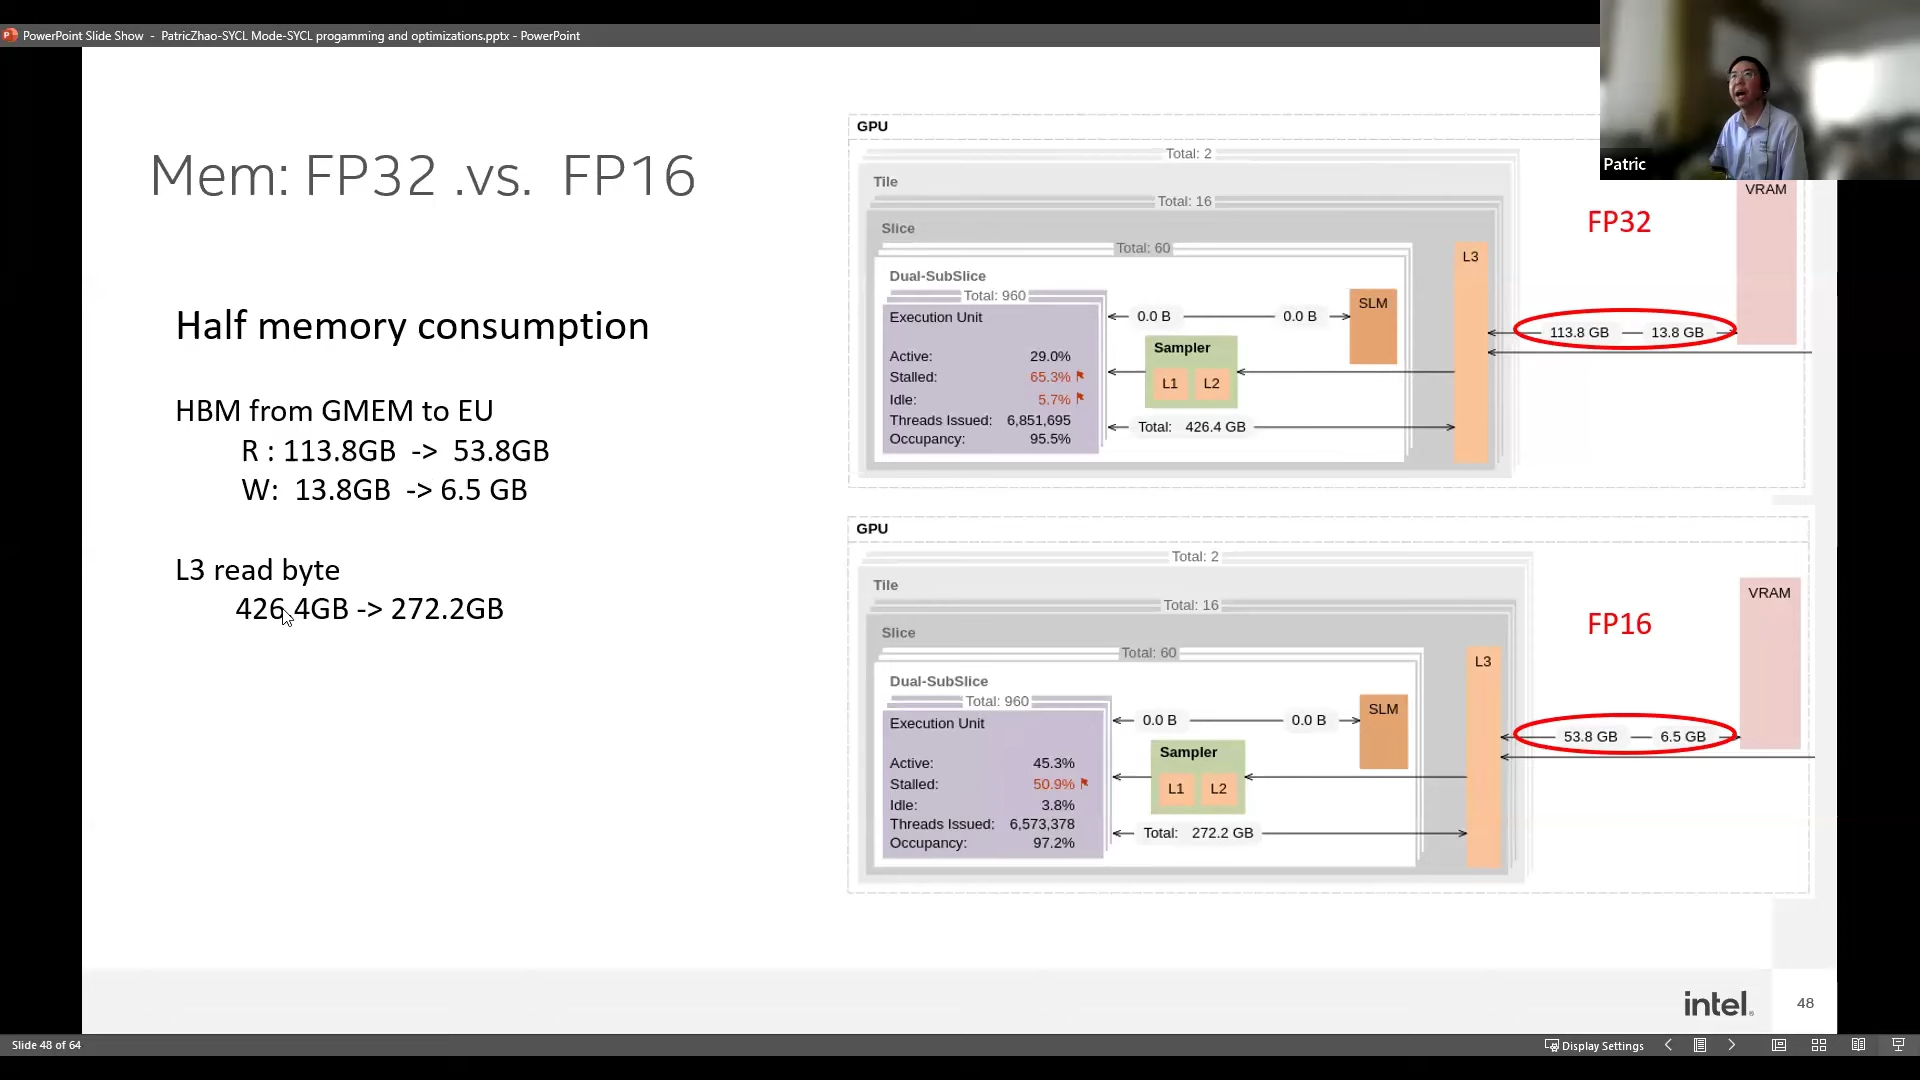 PowerPoint Slide Show - PatricZhao-SYCL Mode-SYCL progamming and optimizations.pptx - PowerPoint
Patric
Mem: FP32 .vs. FP16
Half memory consumption
HBM from GMEM to EU
R : 113.8GB -> 53.8GB
W: 13.8GB -> 6.5 GB
L3 read byte
426.4GB -> 272.2GB
GPU
Total: 2
Tile
Total: 16
Slice
Total: 60
Dual-SubSlice
Total: 960
Execution Unit
Active: 29.0%
Stalled: 65.3%
Idle: 5.7%
Threads Issued: 6,851,695
Occupancy: 95.5%
0.0 B 0.0 B
SLM
Sampler
L1 L2
Total: 426.4 GB
L3
FP32
113.8 GB 13.8 GB
VRAM
GPU
Total: 2
Tile
Total: 16
Slice
Total: 60
Dual-SubSlice
Total: 960
Execution Unit
Active: 45.3%
Stalled: 50.9%
Idle: 3.8%
Threads Issued: 6,573,378
Occupancy: 97.2%
0.0 B 0.0 B
SLM
Sampler
L1 L2
Total: 272.2 GB
L3
FP16
53.8 GB 6.5 GB
VRAM
intel.
48
Slide 48 of 64
Display Settings